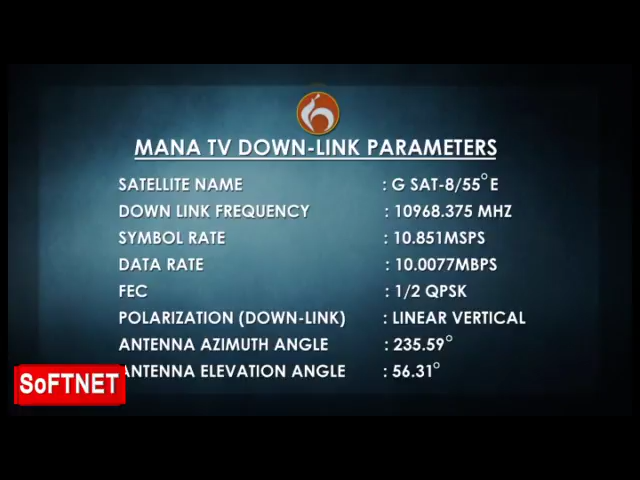 MANA TV DOWN-LINK PARAMETERS
SATELLITE NAME : G SAT-8/55° E
DOWN LINK FREQUENCY : 10968.375 MHZ
SYMBOL RATE : 10.851MSPS
DATA RATE : 10.0077MBPS
FEC : 1/2 QPSK
POLARIZATION (DOWN-LINK) : LINEAR VERTICAL
ANTENNA AZIMUTH ANGLE : 235.59°
ANTENNA ELEVATION ANGLE : 56.31°
SoFTNET